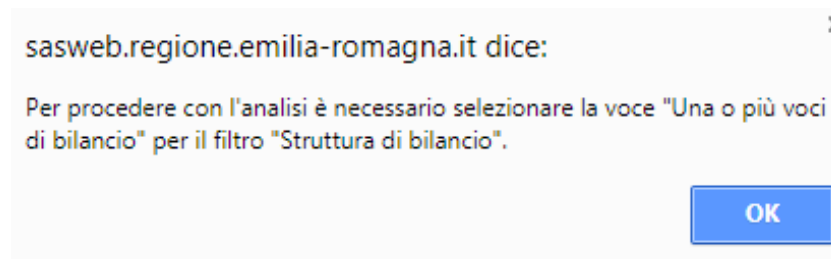 sasweb.regione.emilia-romagna.it dice:
Per procedere con l'analisi è necessario selezionare la voce "Una o più voci
di bilancio" per il filtro "Struttura di bilancio".
OK